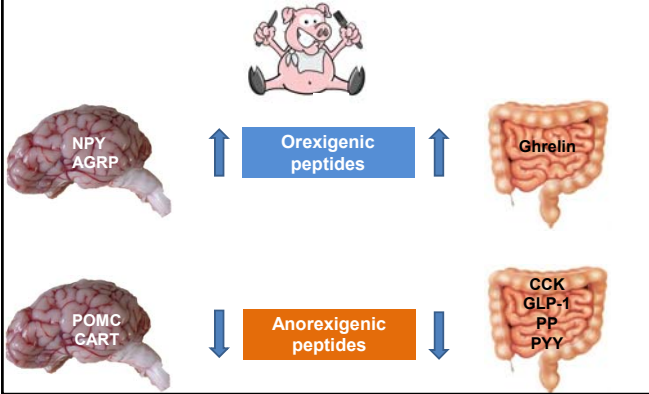 NPY
AGRP
Orexigenic
peptides
Ghrelin
POMC
CART
Anorexigenic
peptides
CCK
GLP-1
PP
PYY